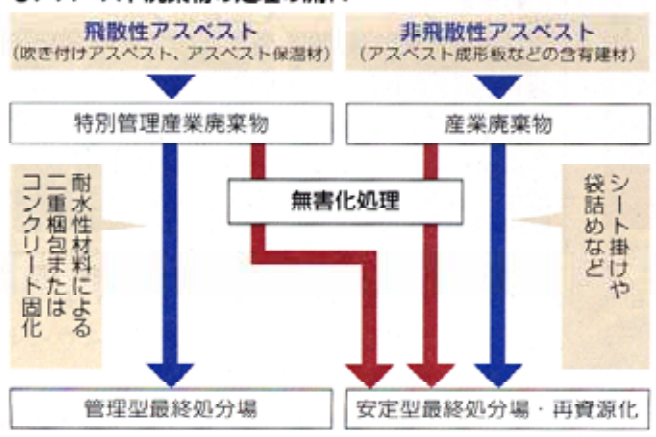 飛散性アスベスト
(吹き付けアスベスト、アスベスト保温材)
非飛散性アスベスト
(アスベスト成形板などの含有建材)
特別管理産業廃棄物
産業廃棄物
無害化処理
耐水性材料による
二重梱包または
コンクリート固化
シート掛けや
袋詰めなど
管理型最終処分場
安定型最終処分場・再資源化